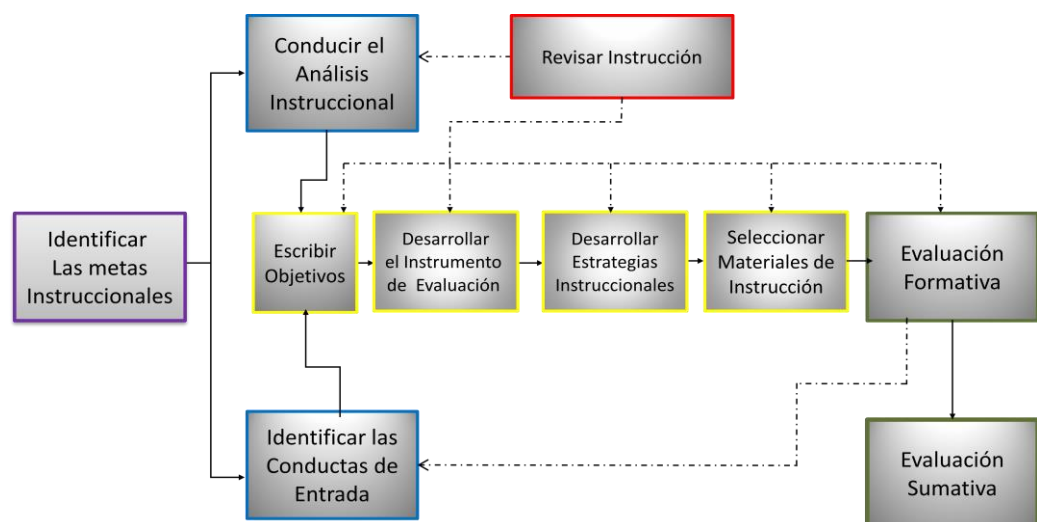 Conducir el
Análisis
Instruccional
Revisar Instrucción
Identificar
Las metas
Instruccionales
Escribir
Objetivos
Desarrollar
el Instrumento
de Evaluación
Desarrollar
Estrategias
Instruccionales
Seleccionar
Materiales de
Instrucción
Evaluación
Formativa
Identificar las
Conductas de
Entrada
Evaluación
Sumativa